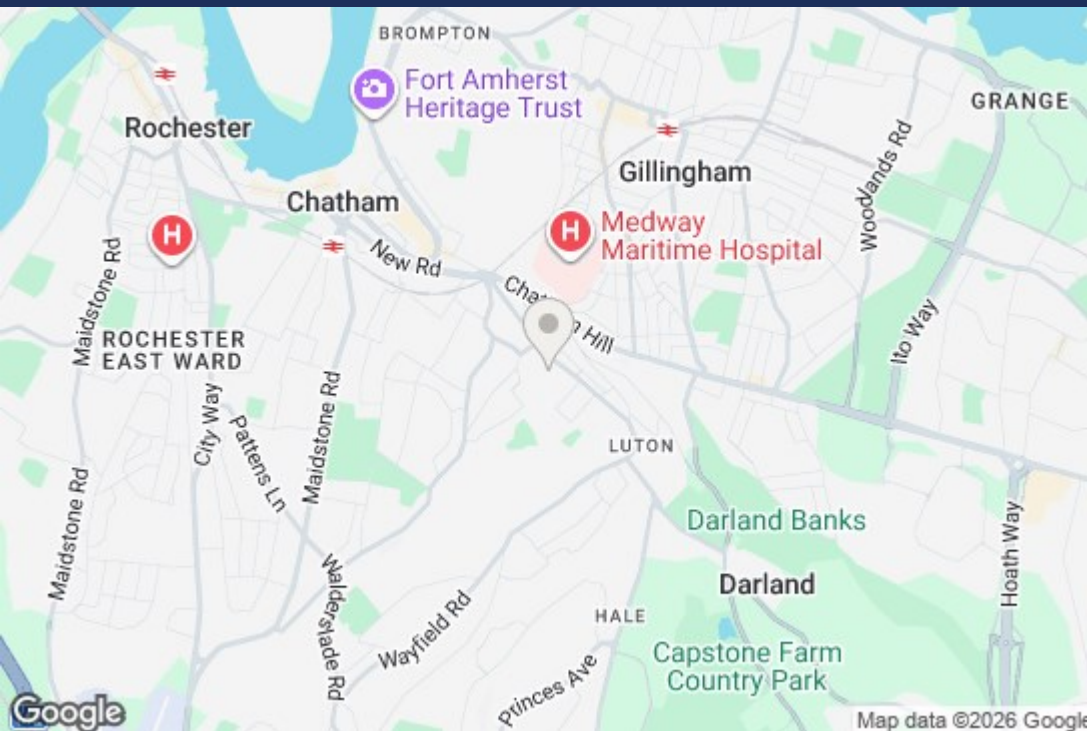 BROMPTON
Fort Amherst
Heritage Trust
GRANGE
Rochester
Gillingham
Woodlands Rd
Chatham
H
H
Medway
Maritime Hospital
New Rd
Maidstone Rd
Chatham Hill
Ito Way
ROCHESTER
EAST WARD
City Way
Maidstone Rd
Pattens Ln
LUTON
Maidstone Rd
Darland Banks
Hoath Way
Walderslade Rd
Darland
Wayfield Rd
HALE
Capstone Farm
Country Park
Princes Ave
Google
Map data ©2026 Google